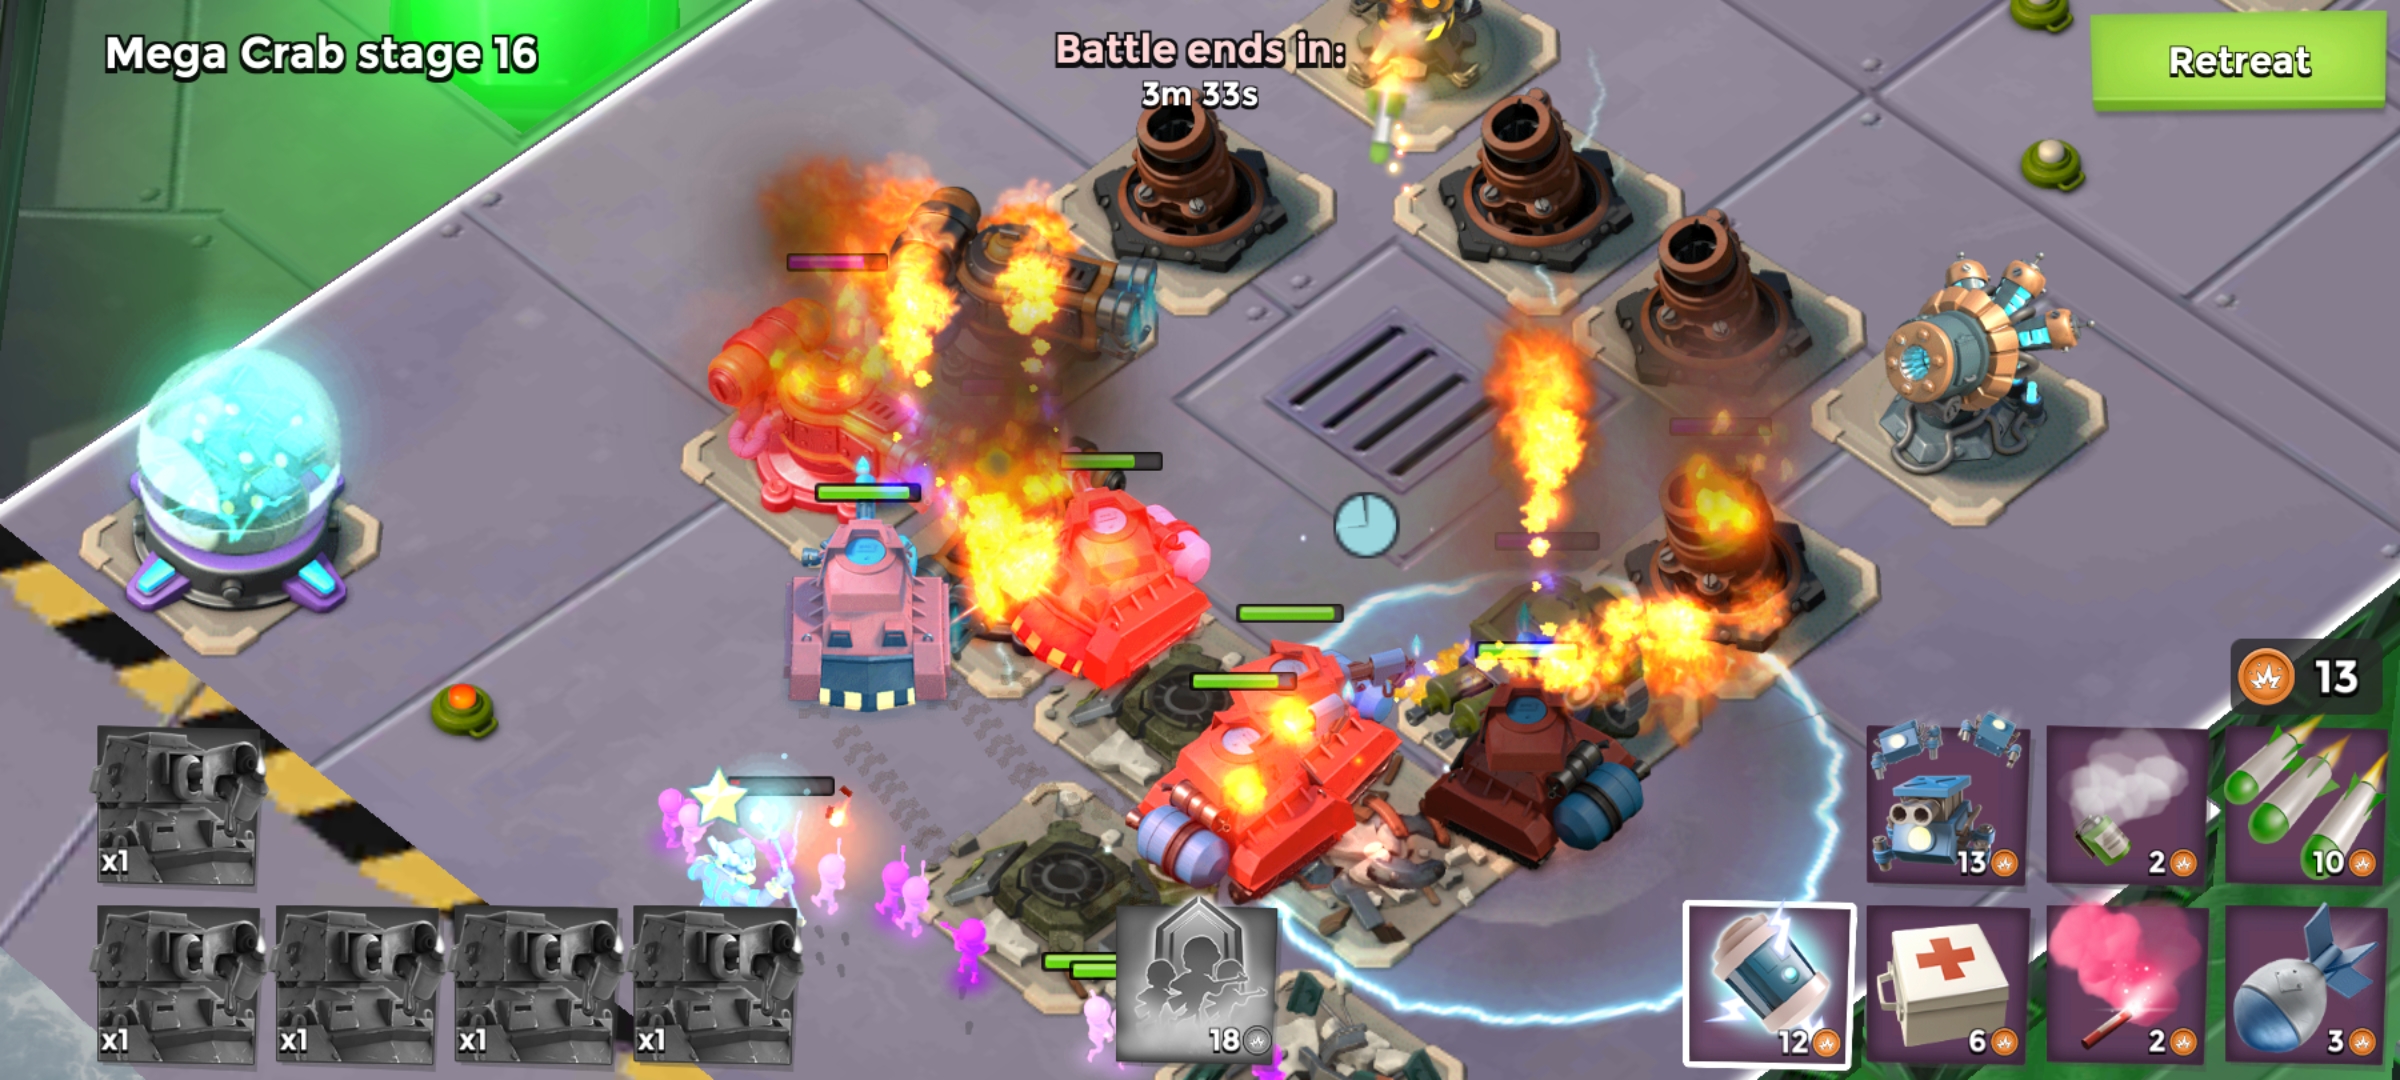 Mega Crab stage 16
Battle ends in:
3m 33s
Retreat
13
13
2
10
x1
x1
x1
x1
x1
18
12
6
2
3